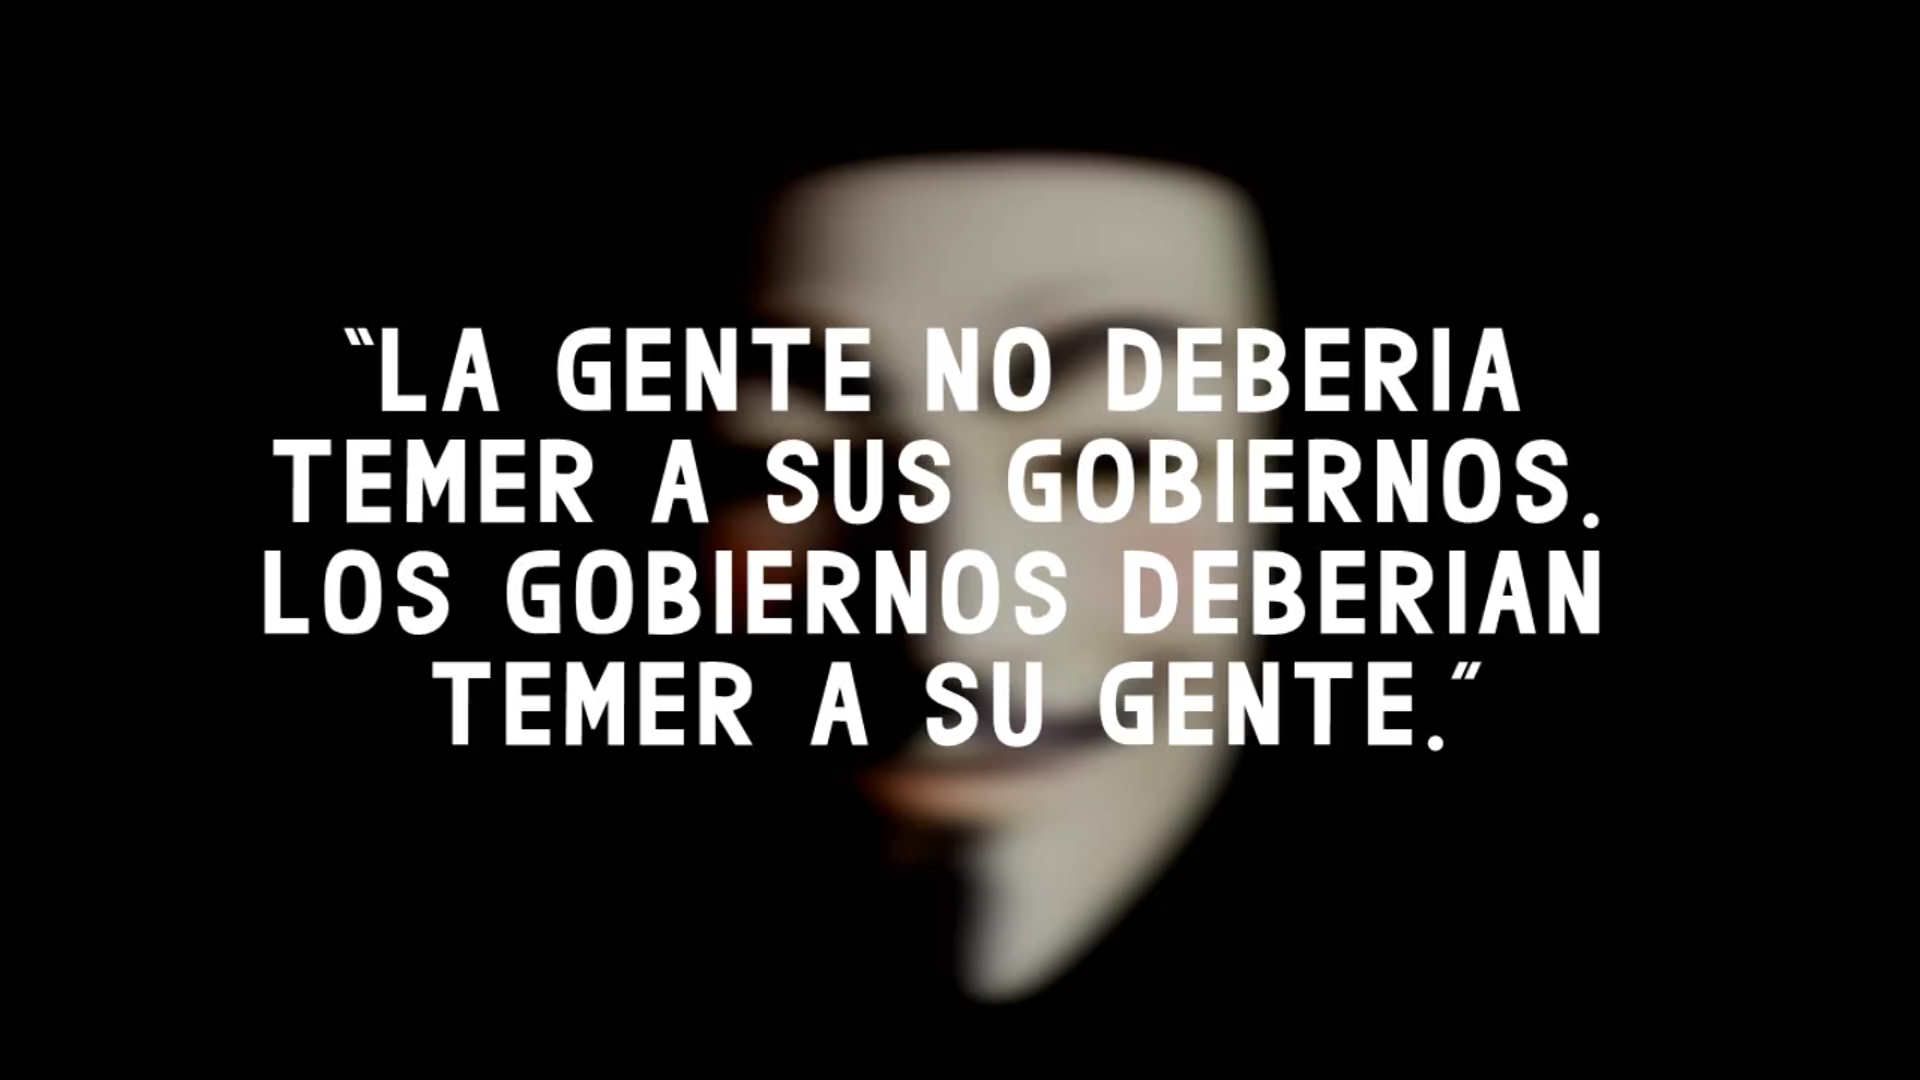 “LA GENTE NO DEBERIA
TEMER A SUS GOBIERNOS.
LOS GOBIERNOS DEBERIAN
TEMER A SU GENTE.”